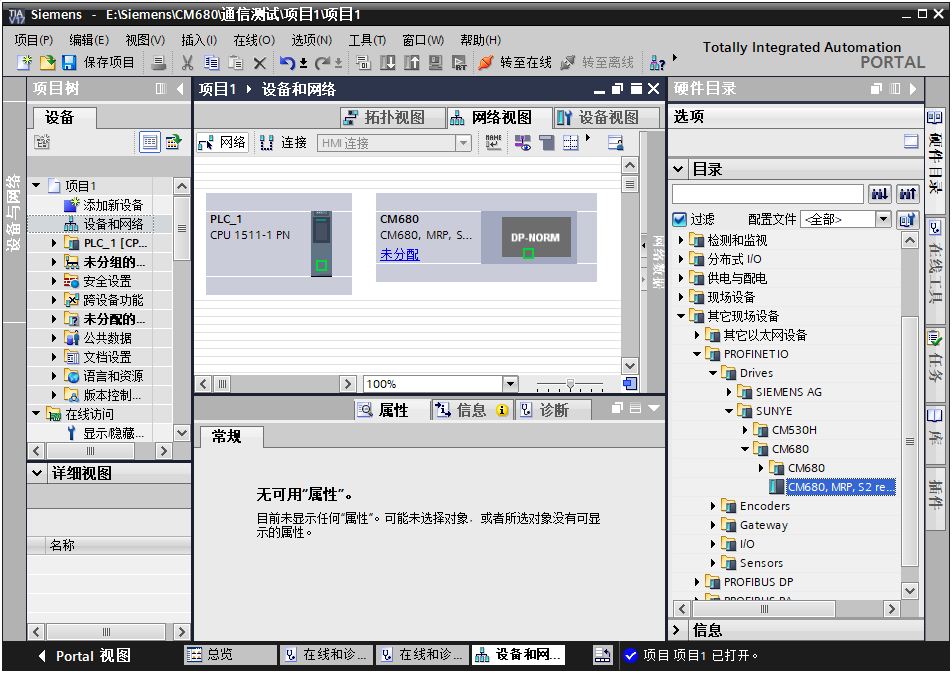 Siemens - E:\Siemens\CM680\通信测试\项目1\项目1
项目(P) 编辑(E) 视图(V) 插入(I) 在线(O) 选项(N) 工具(T) 窗口(W) 帮助(H)
Totally Integrated Automation
PORTAL
保存项目 转至在线 转至离线
项目树
设备
设备与网络
项目1
添加新设备
设备和网络
PLC_1 [CP...
未分组的...
安全设置
跨设备功能
未分配的...
公共数据
文档设置
语言和资源
版本控制...
在线访问
显示/隐藏...
详细视图
名称
项目1 设备和网络
拓扑视图 网络视图 设备视图
网络 连接 HMI 连接
PLC_1
CPU 1511-1 PN
CM680
CM680, MRP, S...
未分配
DP-NORM
网络数据
100%
属性 信息 诊断
常规
无可用“属性”。
目前未显示任何“属性”。可能未选择对象，或者所选对象没有可显
示的属性。
硬件目录
选项
目录
过滤 配置文件 <全部>
检测和监视
分布式 I/O
供电与配电
现场设备
其它现场设备
其它以太网设备
PROFINET IO
Drives
SIEMENS AG
SUNYE
CM530H
CM680
CM680
CM680, MRP, S2 re...
Encoders
Gateway
I/O
Sensors
PROFIBUS DP
PROFIBUS PA
信息
硬件目录
在线工具
任务
库
插件
Portal 视图 总览 在线和诊... 在线和诊... 设备和网... 项目 项目1 已打开。